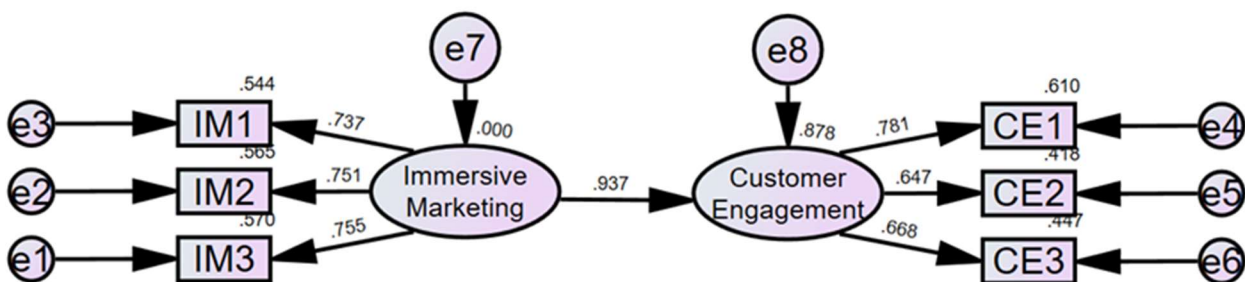 e7
e8
.544
.610
e3
IM1
.737
.000
.878
.781
CE1
e4
.565
.418
e2
IM2
.751
Immersive
Marketing
.937
Customer
Engagement
.647
CE2
e5
.570
.447
e1
IM3
.755
.668
CE3
e6